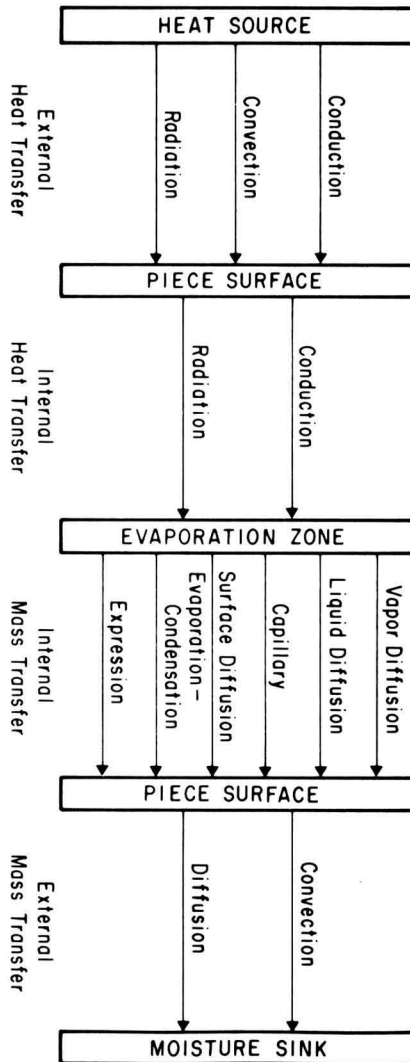 HEAT SOURCE
External
Heat Transfer
Radiation
Convection
Conduction
PIECE SURFACE
Internal
Heat Transfer
Radiation
Conduction
EVAPORATION ZONE
Internal
Mass Transfer
Expression
Evaporation-
Condensation
Surface Diffusion
Capillary
Liquid Diffusion
Vapor Diffusion
PIECE SURFACE
External
Mass Transfer
Diffusion
Convection
MOISTURE SINK